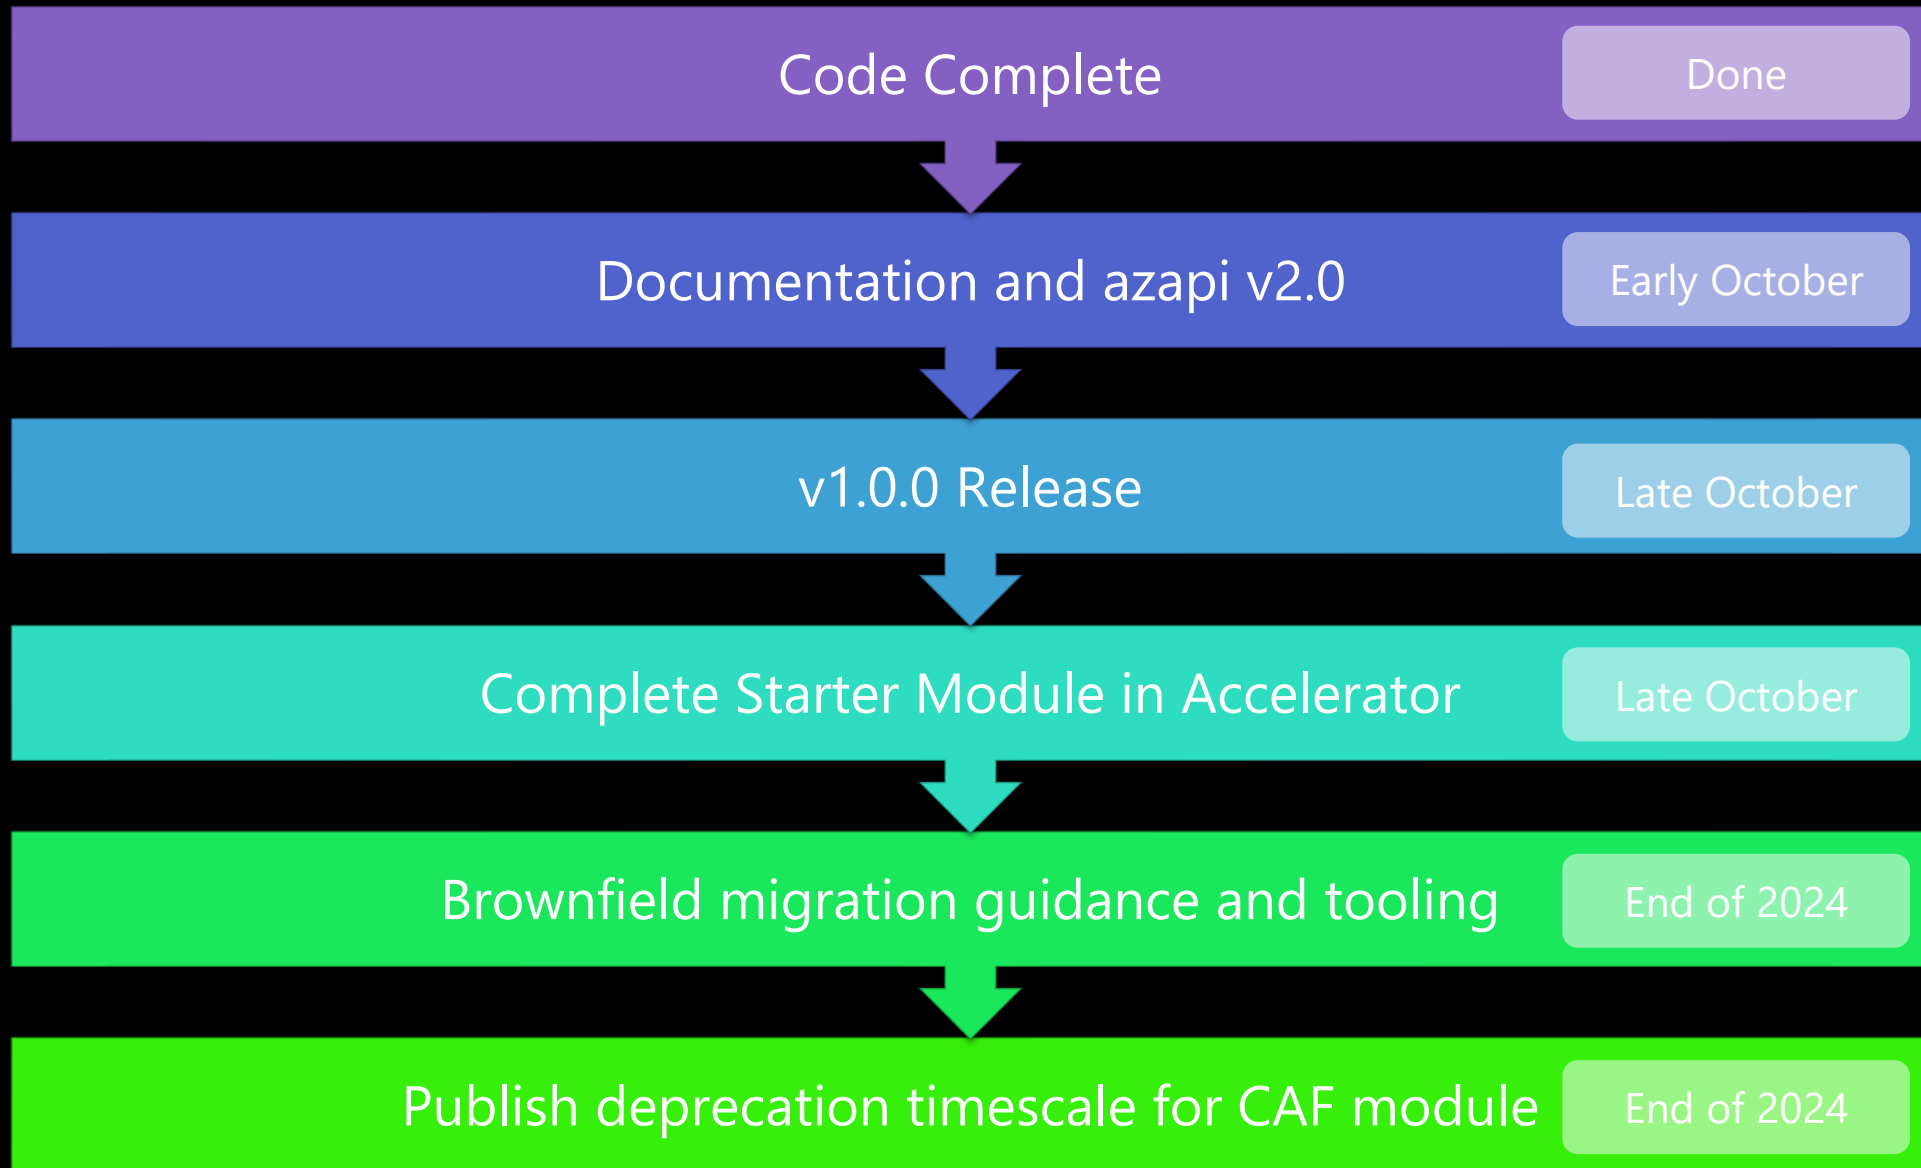 Code Complete
Done
Documentation and azapi v2.0
Early October
v1.0.0 Release
Late October
Complete Starter Module in Accelerator
Late October
Brownfield migration guidance and tooling
End of 2024
Publish deprecation timescale for CAF module
End of 2024